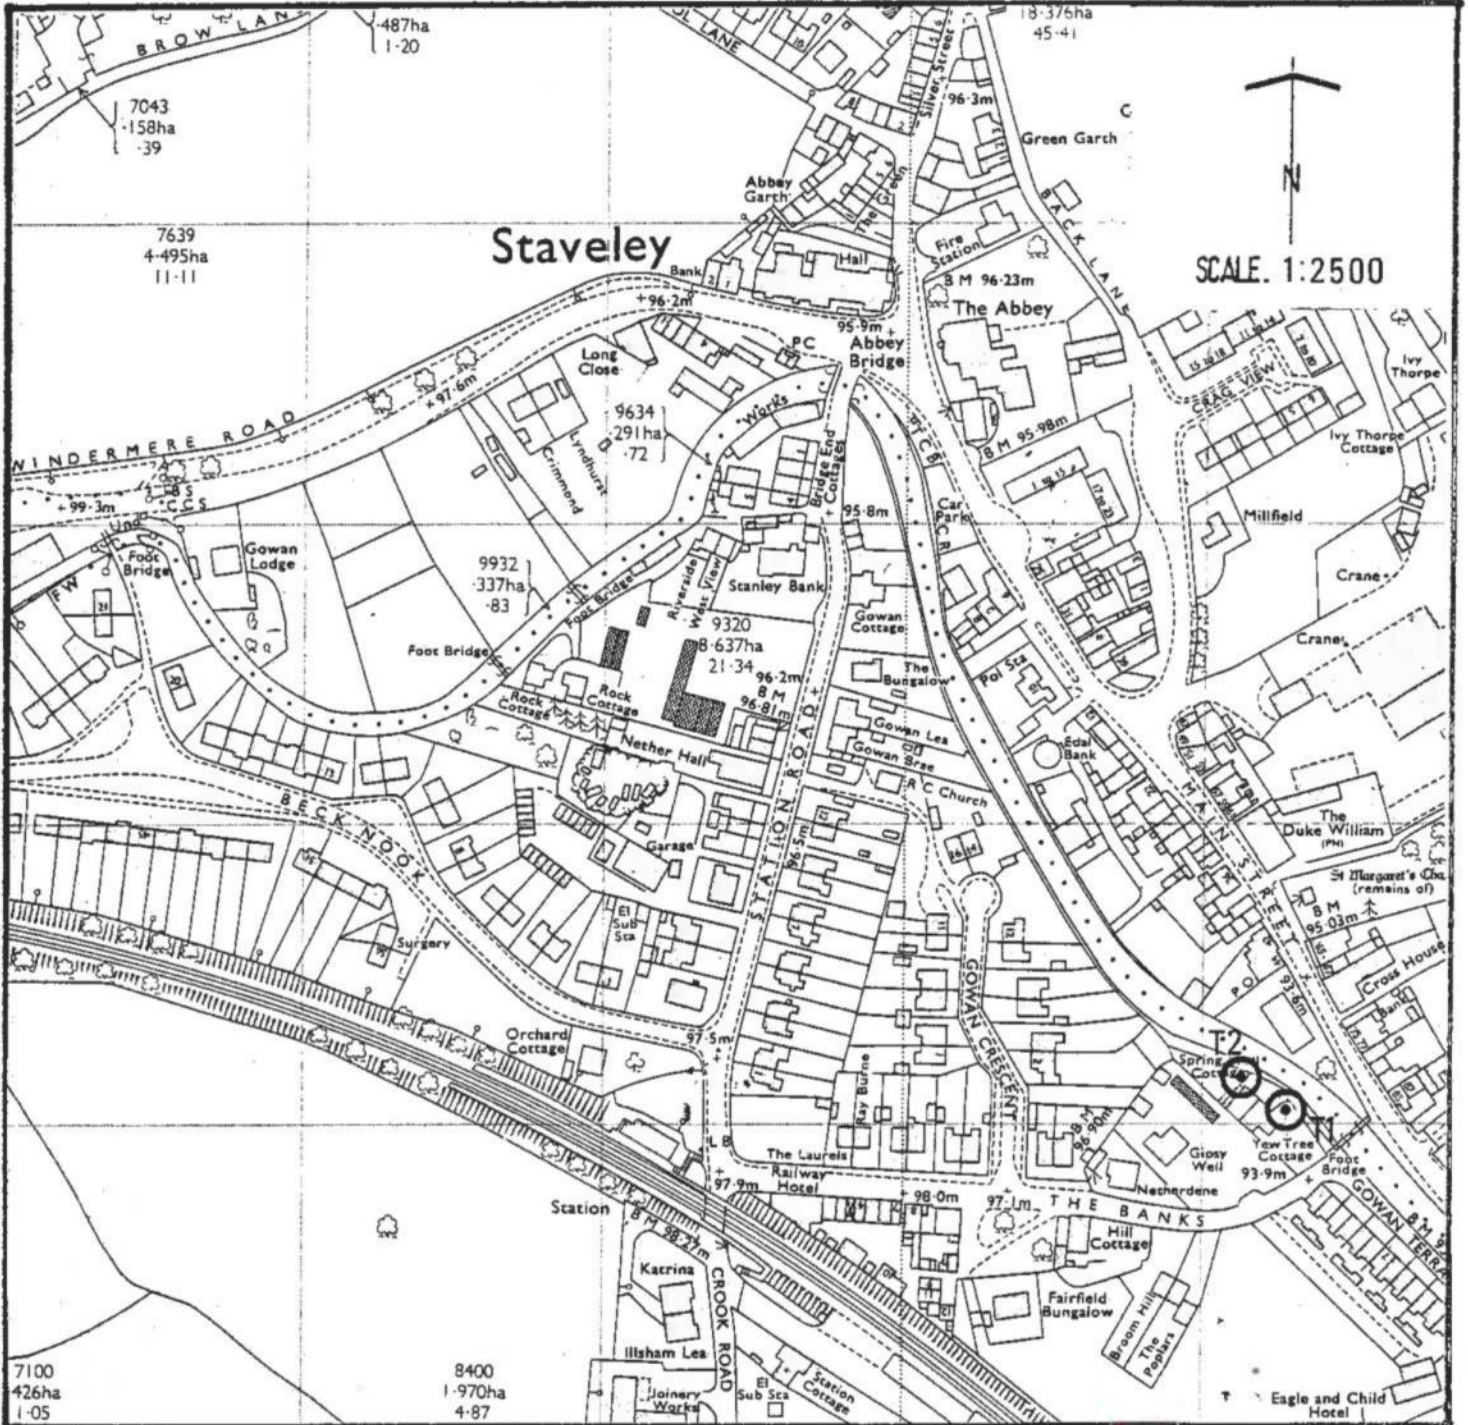 BROW LAN
·487ha
1·20
LANE
Silver Street
18·376ha
45·41
7043
·158ha
·39
96·3m
Green Garth
N
Abbey
Garth
The Green
BACK LANE
7639
4·495ha
11·11
Staveley
Bank
Hall
Fire
Station
SCALE. 1:2500
B M 96·23m
+96·2m
The Abbey
95·9m+
PC
Abbey
Bridge
Long
Close
Ivy
Thorpe
CRAG VIEW
+97·6m
9634
·291ha
·72
Works
WINDERMERE ROAD
Lyndhurst
Crimmond
Bridge End
Cottages
B M 95·98m
Ivy Thorpe
Cottage
BS
CCS
+99·3m
Und
95·8m
Car
Park
Millfield
Foot
Bridge
Gowan
Lodge
9932
·337ha
·83
FW
Foot Bridge
Riverside
West View
Stanley Bank
Crane
9320
8·637ha
21·34
Gowan
Cottage
Crane
Foot Bridge
Rock
Cottage
Rock
Cottage
96·2m
B M
96·81m
The
Bungalow
Pol Sta
Gowan Lea
Gowan Brae
Nether Hall
Edal
Bank
R C Church
BECK NOOK
STATION ROAD
MAIN STREET
The
Duke William
(PH)
Garage
96·5m
St Margaret's Cha
(remains of)
B M
95·03m
El
Sub
Sta
Surgery
GOWAN CRESCENT
PO
93·6m
Cross House
Bank
Orchard
Cottage
97·5m
T2
Spring
Cottage
Ray Burne
T1
B M
96·90m
LB
The Laurels
Railway
Hotel
Gipsy
Well
Yew Tree
Cottage
Foot
Bridge
93·9m
97·9m
+98·0m
97·1m
THE BANKS
Netherdene
GOWAN TERR
Station
B M 98·27m
Hill
Cottage
Katrina
CROOK ROAD
Fairfield
Bungalow
Broom Hill
The
Poplars
Illsham Lea
7100
426ha
1·05
8400
1·970ha
4·87
Joinery
Works
El
Sub Sta
Station
Cottage
Eagle and Child
Hotel